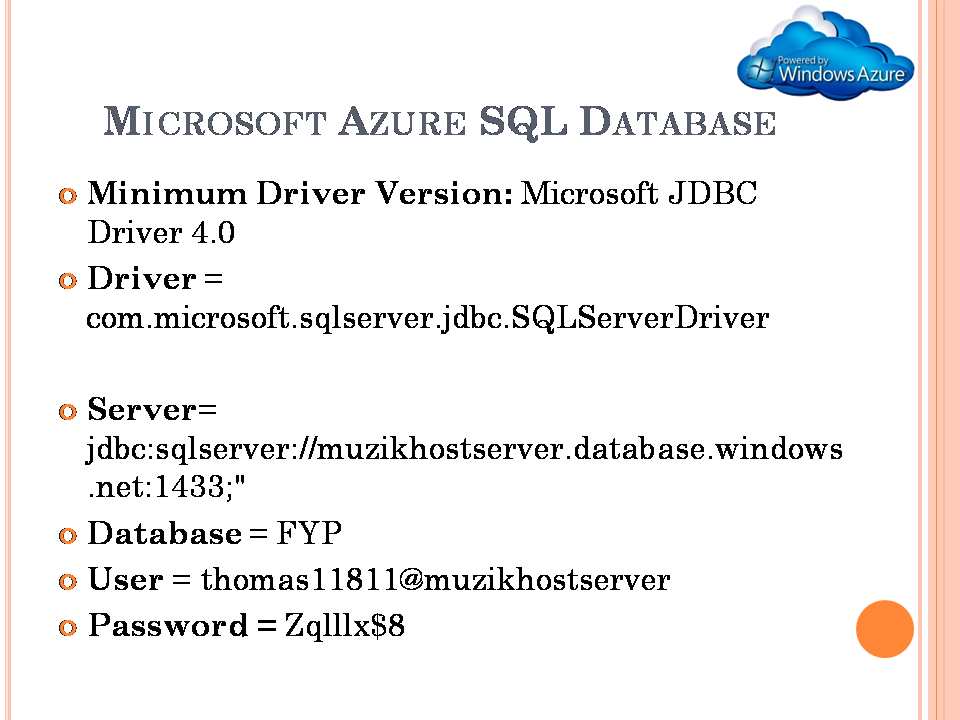 Powered by
Windows Azure
MICROSOFT AZURE SQL DATABASE
Minimum Driver Version: Microsoft JDBC
Driver 4.0
Driver =
com.microsoft.sqlserver.jdbc.SQLServerDriver
Server=
jdbc:sqlserver://muzikhostserver.database.windows
.net:1433;"
Database = FYP
User = thomas11811@muzikhostserver
Password = Zqlllx$8